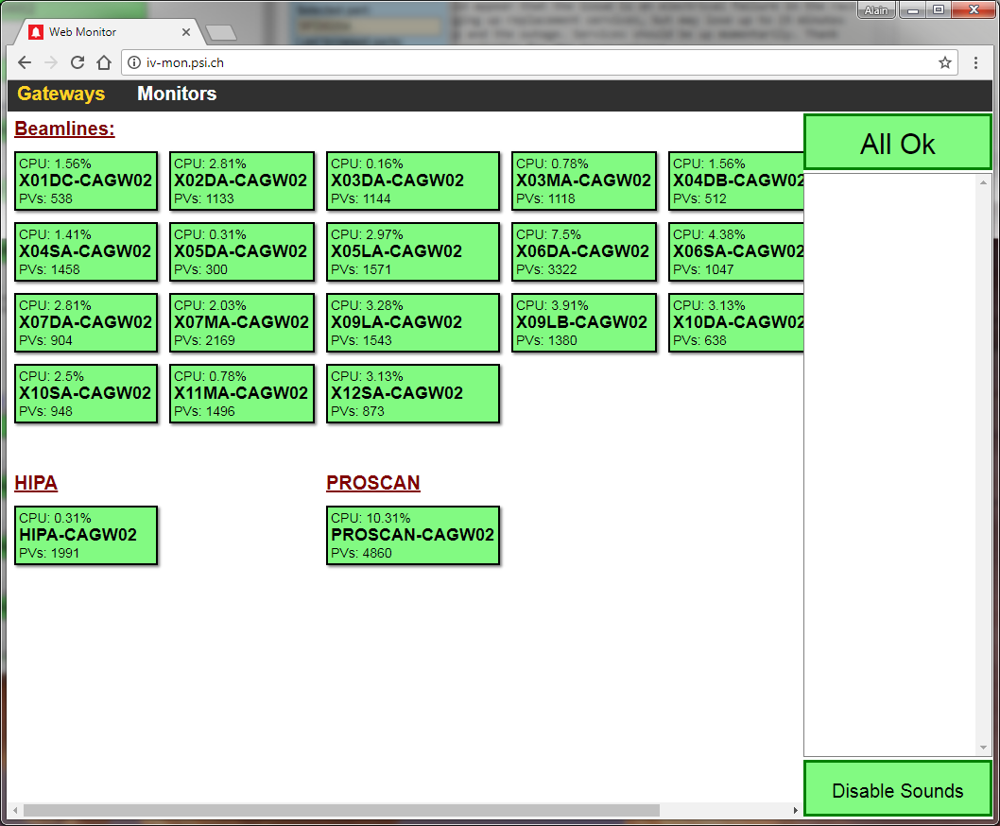 Alain
Web Monitor
iv-mon.psi.ch
Gateways Monitors
Beamlines:
All Ok
CPU: 1.56%
X01DC-CAGW02
PVs: 538
CPU: 2.81%
X02DA-CAGW02
PVs: 1133
CPU: 0.16%
X03DA-CAGW02
PVs: 1144
CPU: 0.78%
X03MA-CAGW02
PVs: 1118
CPU: 1.56%
X04DB-CAGW02
PVs: 512
CPU: 1.41%
X04SA-CAGW02
PVs: 1458
CPU: 0.31%
X05DA-CAGW02
PVs: 300
CPU: 2.97%
X05LA-CAGW02
PVs: 1571
CPU: 7.5%
X06DA-CAGW02
PVs: 3322
CPU: 4.38%
X06SA-CAGW02
PVs: 1047
CPU: 2.81%
X07DA-CAGW02
PVs: 904
CPU: 2.03%
X07MA-CAGW02
PVs: 2169
CPU: 3.28%
X09LA-CAGW02
PVs: 1543
CPU: 3.91%
X09LB-CAGW02
PVs: 1380
CPU: 3.13%
X10DA-CAGW02
PVs: 638
CPU: 2.5%
X10SA-CAGW02
PVs: 948
CPU: 0.78%
X11MA-CAGW02
PVs: 1496
CPU: 3.13%
X12SA-CAGW02
PVs: 873
HIPA
CPU: 0.31%
HIPA-CAGW02
PVs: 1991
PROSCAN
CPU: 10.31%
PROSCAN-CAGW02
PVs: 4860
Disable Sounds